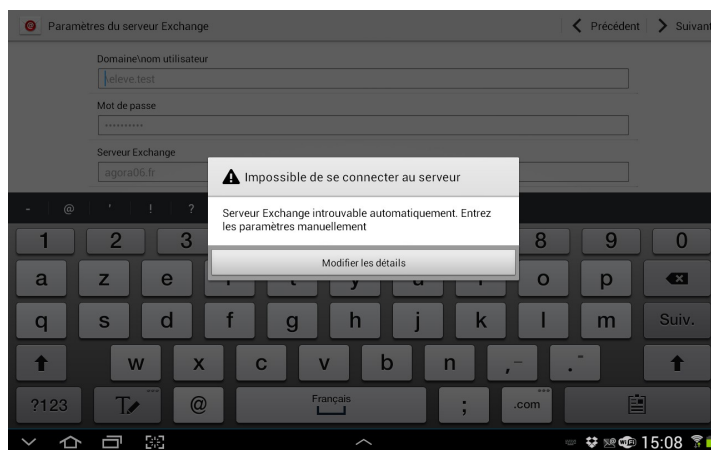 Paramètres du serveur Exchange
Précédent
Suivant
Domaine\nom utilisateur
\eleve.test
Mot de passe
**********
Serveur Exchange
agora06.fr
Impossible de se connecter au serveur
Serveur Exchange introuvable automatiquement. Entrez
les paramètres manuellement
Modifier les détails
- @ ' ! ?
1 2 3 8 9 0
a z e r t y u i o p
q s d f g h j k l m Suiv.
w x c v b n ,- ."
?123 T @ Français ; .com
15:08